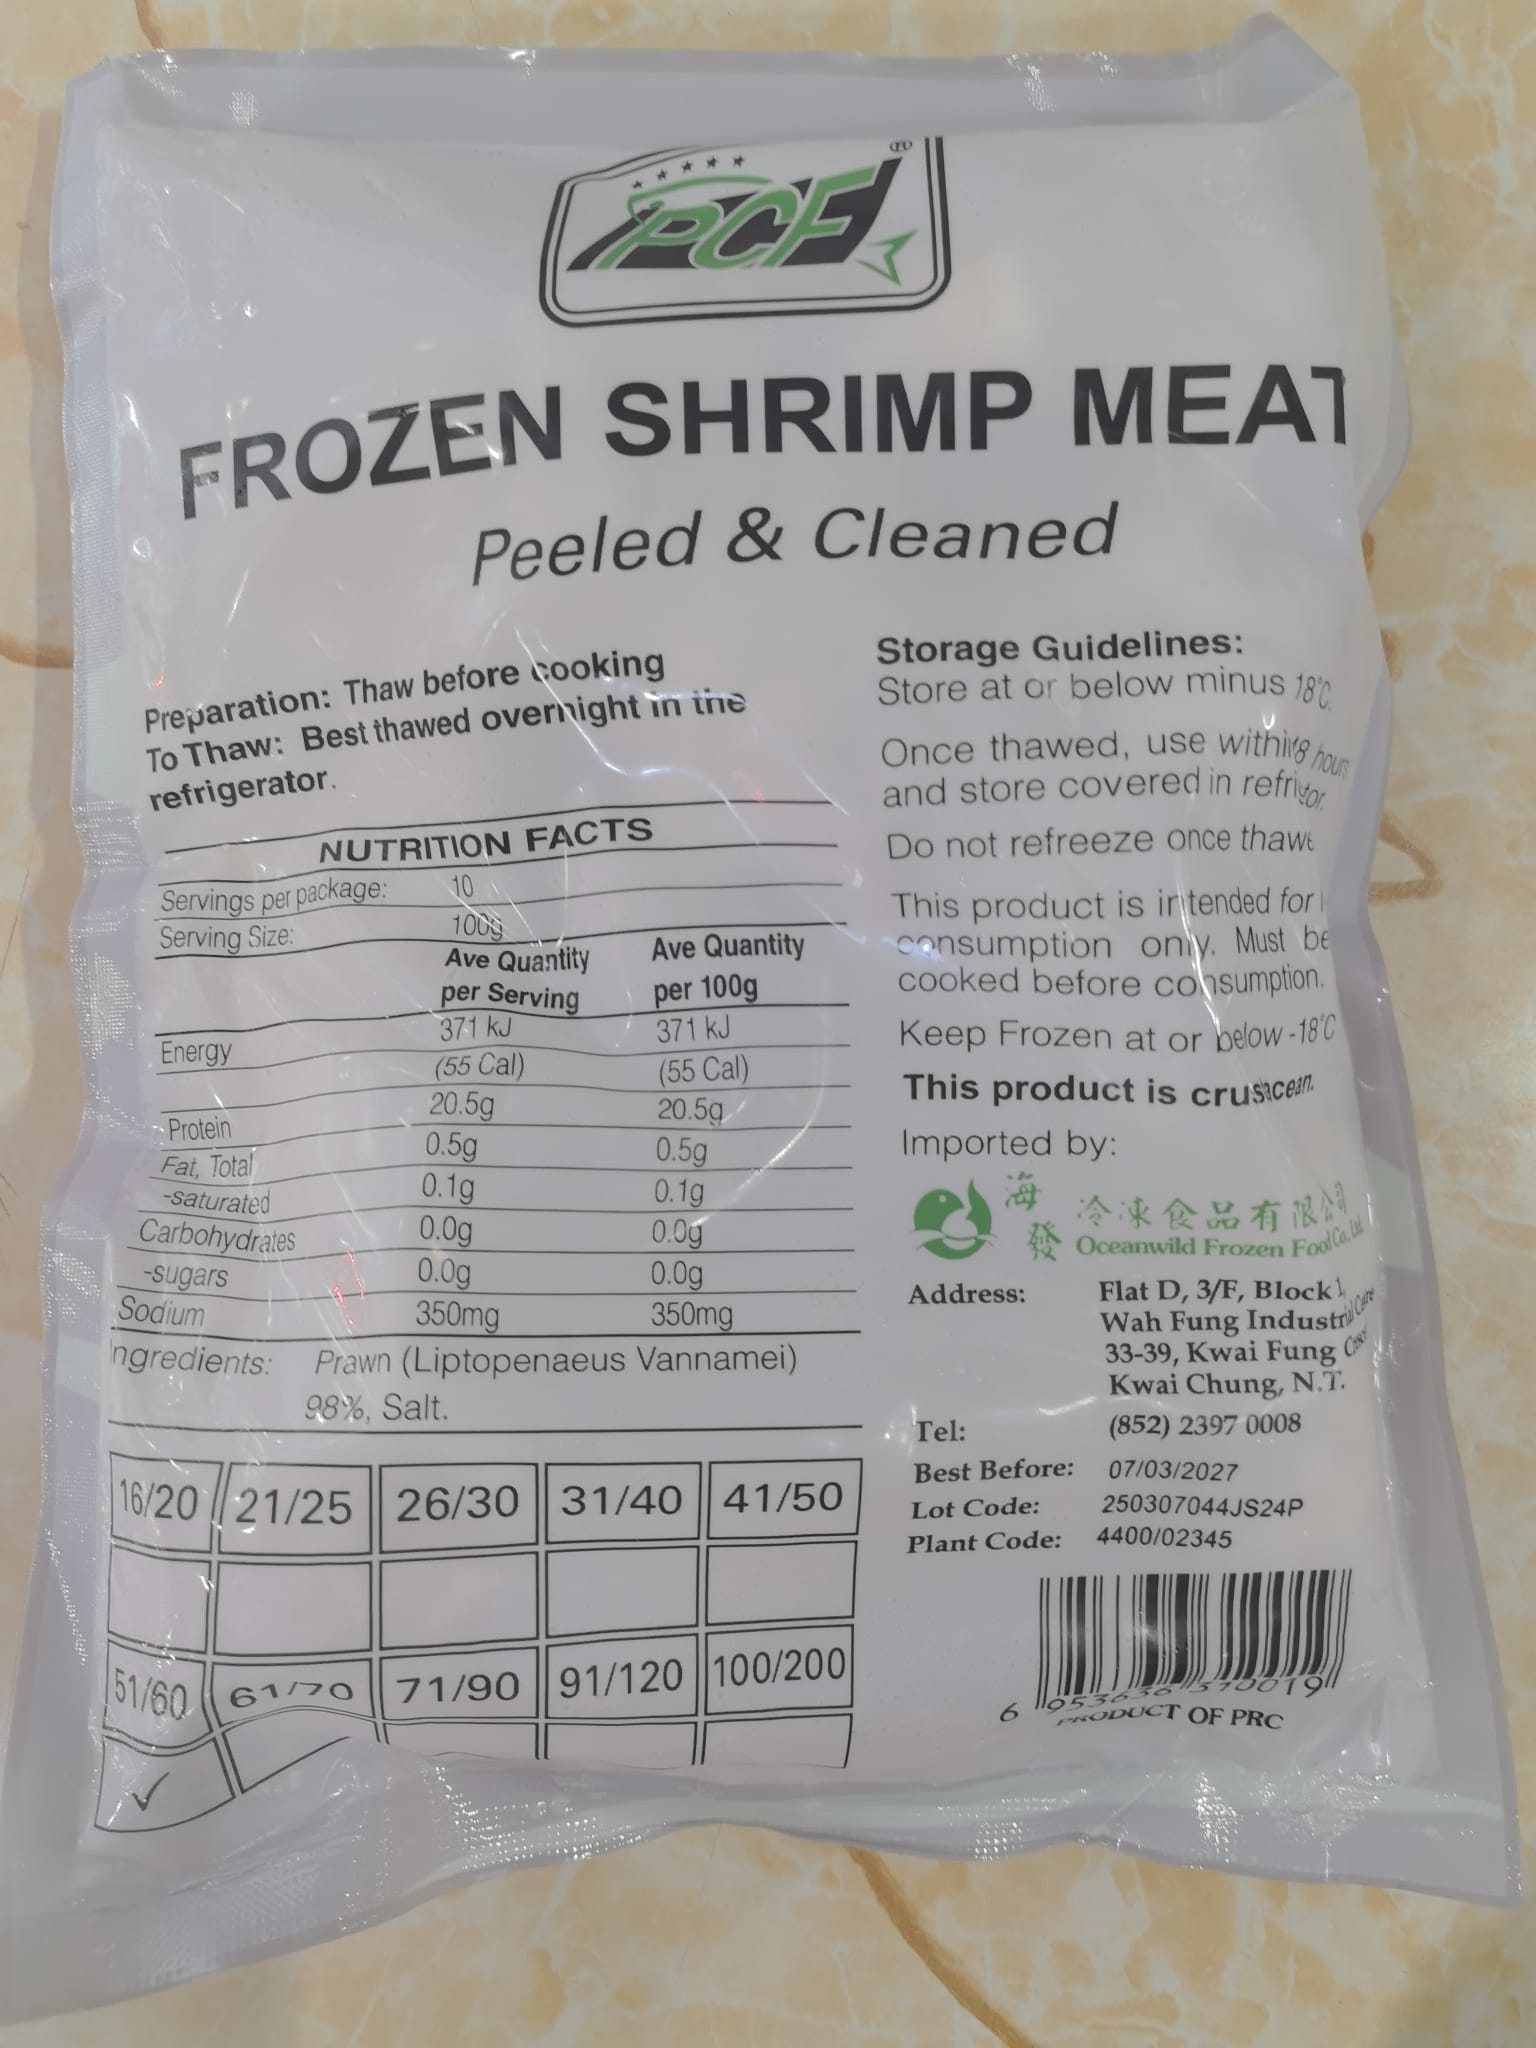 PCF
®
FROZEN SHRIMP MEAT
Peeled & Cleaned
Preparation: Thaw before cooking
To Thaw: Best thawed overnight in the
refrigerator.
NUTRITION FACTS
Servings per package: 10
Serving Size: 100g
Ave Quantity Ave Quantity
per Serving per 100g
Energy 371 kJ 371 kJ
(55 Cal) (55 Cal)
Protein 20.5g 20.5g
Fat, Total 0.5g 0.5g
-saturated 0.1g 0.1g
Carbohydrates 0.0g 0.0g
-sugars 0.0g 0.0g
Sodium 350mg 350mg
Ingredients: Prawn (Liptopenaeus Vannamei)
98%, Salt.
16/20 21/25 26/30 31/40 41/50
51/60 61/70 71/90 91/120 100/200
✓
Storage Guidelines:
Store at or below minus 18°C.
Once thawed, use within hours
and store covered in
Do not refreeze once
This product is intended for
consumption only. Must be
cooked before consumption.
Keep Frozen at or below -18°C
This product is crustacean.
Imported by:
海發 冷凍食品有限公司
Oceanwild Frozen Food Co., Ltd
Address: Flat D, 3/F, Block 1,
Wah Fung Industrial Centre
33-39, Kwai Fung
Kwai Chung, N.T.
Tel: (852) 2397 0008
Best Before: 07/03/2027
Lot Code: 250307044JS24P
Plant Code: 4400/02345
PRODUCT OF PRC